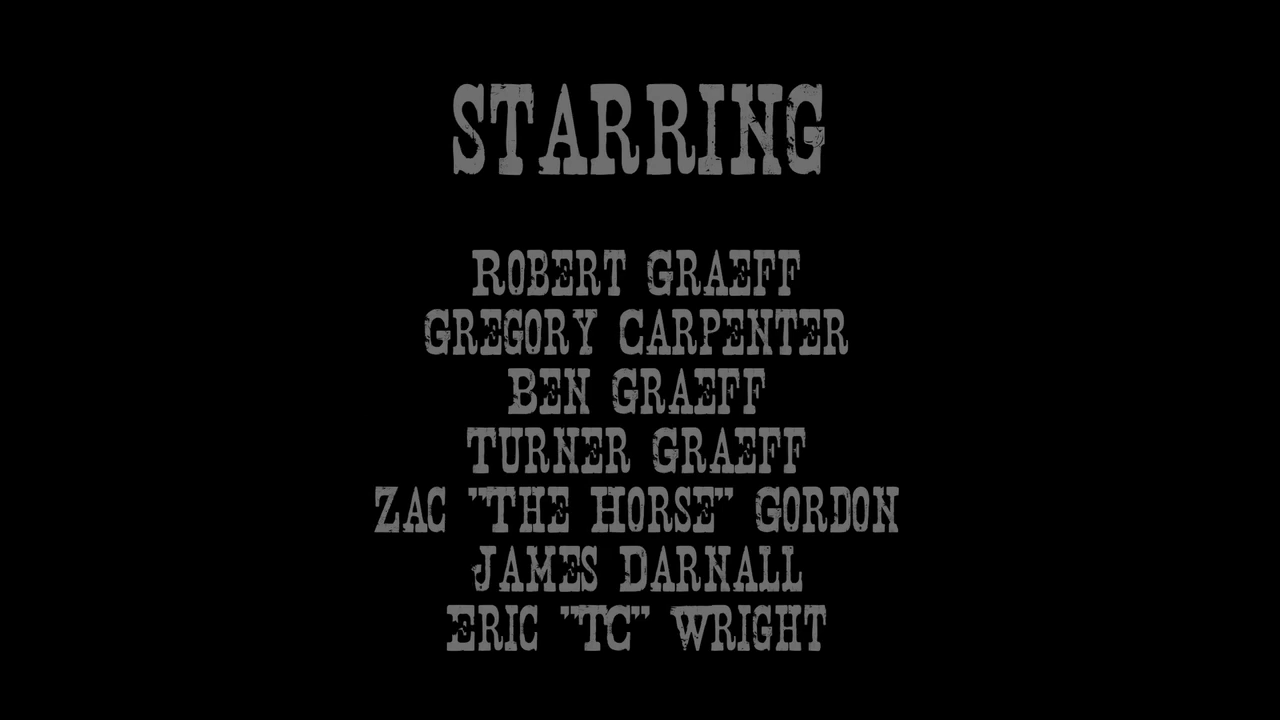 STARRING
ROBERT GRAEFF
GREGORY CARPENTER
BEN GRAEFF
TURNER GRAEFF
ZAC "THE HORSE" GORDON
JAMES DARNALL
ERIC "TC" WRIGHT